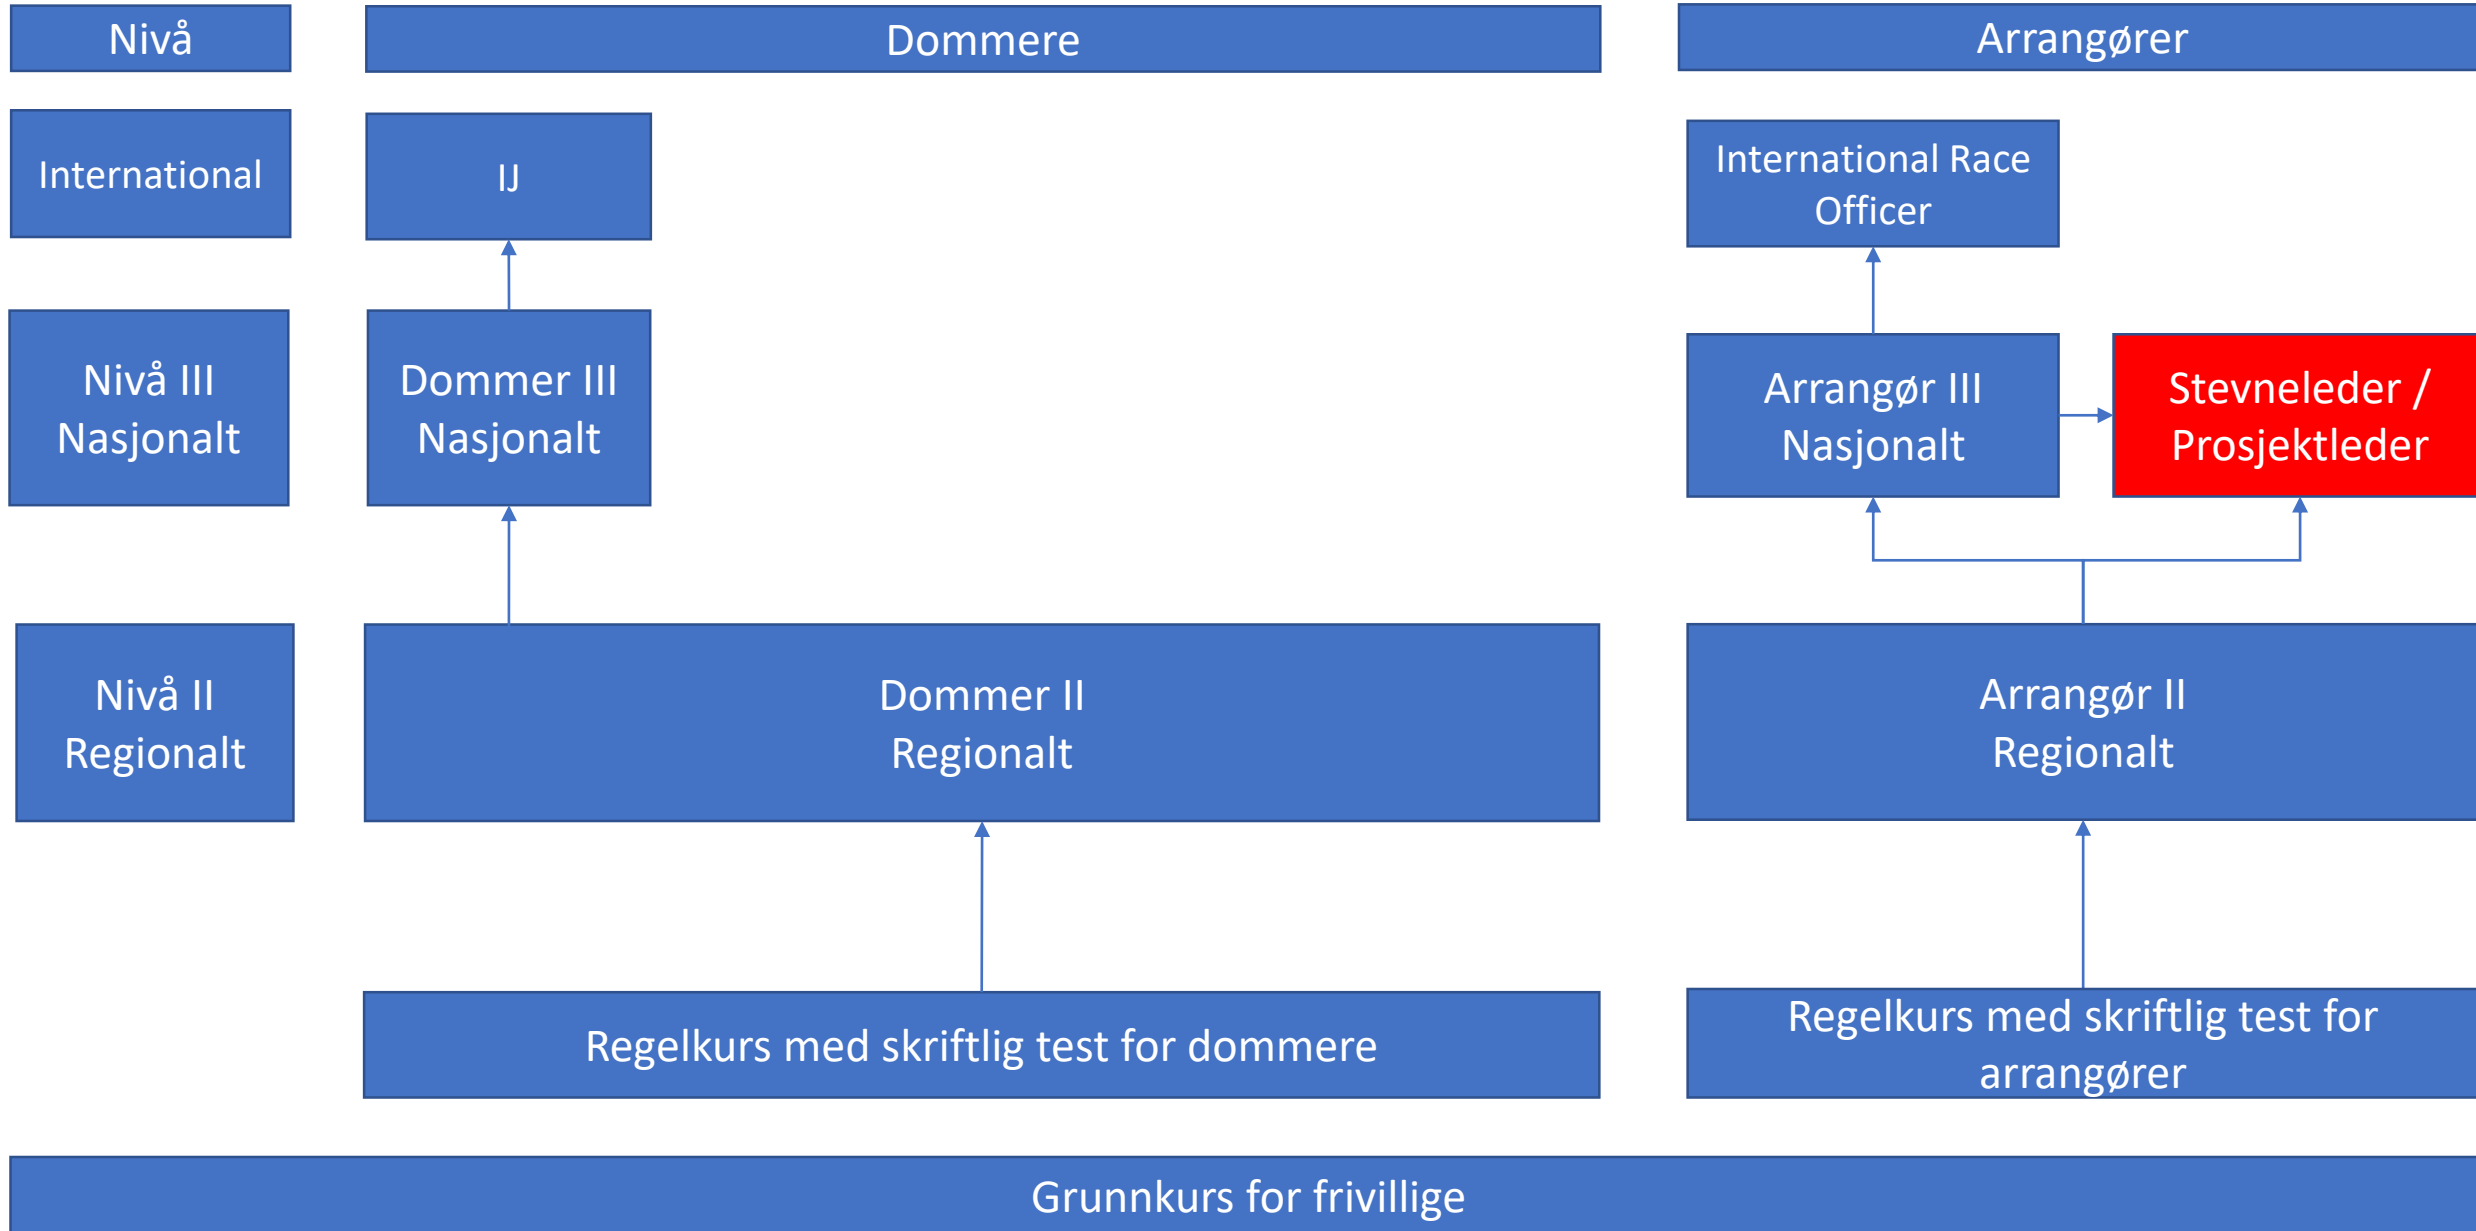 Nivå
Dommere
Arrangører
International
IJ
International Race
Officer
Nivå III
Nasjonalt
Dommer III
Nasjonalt
Arrangør III
Nasjonalt
Stevneleder /
Prosjektleder
Nivå II
Regionalt
Dommer II
Regionalt
Arrangør II
Regionalt
Regelkurs med skriftlig test for dommere
Regelkurs med skriftlig test for
arrangører
Grunnkurs for frivillige